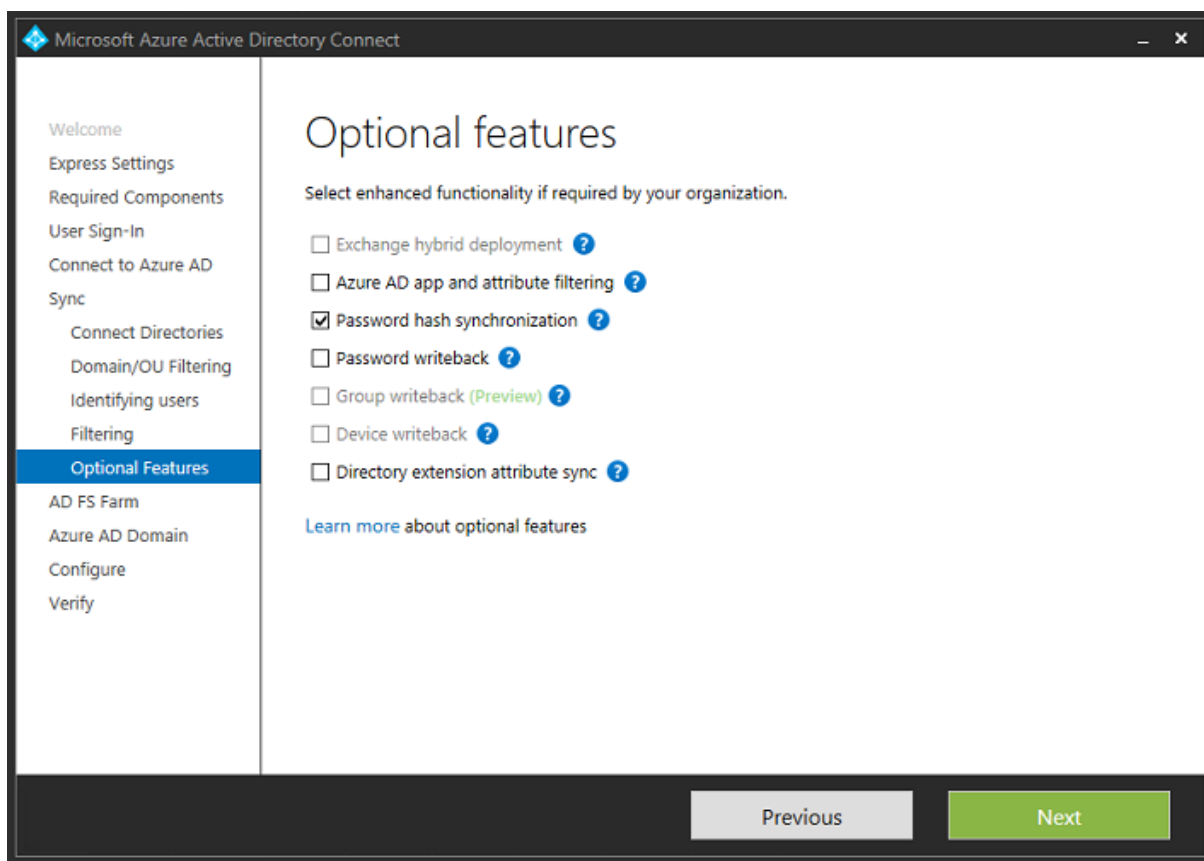 Microsoft Azure Active Directory Connect
Welcome
Express Settings
Required Components
User Sign-In
Connect to Azure AD
Sync
Connect Directories
Domain/OU Filtering
Identifying users
Filtering
Optional Features
AD FS Farm
Azure AD Domain
Configure
Verify
Optional features
Select enhanced functionality if required by your organization.
Exchange hybrid deployment ?
Azure AD app and attribute filtering ?
Password hash synchronization ?
Password writeback ?
Group writeback (Preview) ?
Device writeback ?
Directory extension attribute sync ?
Learn more about optional features
Previous
Next